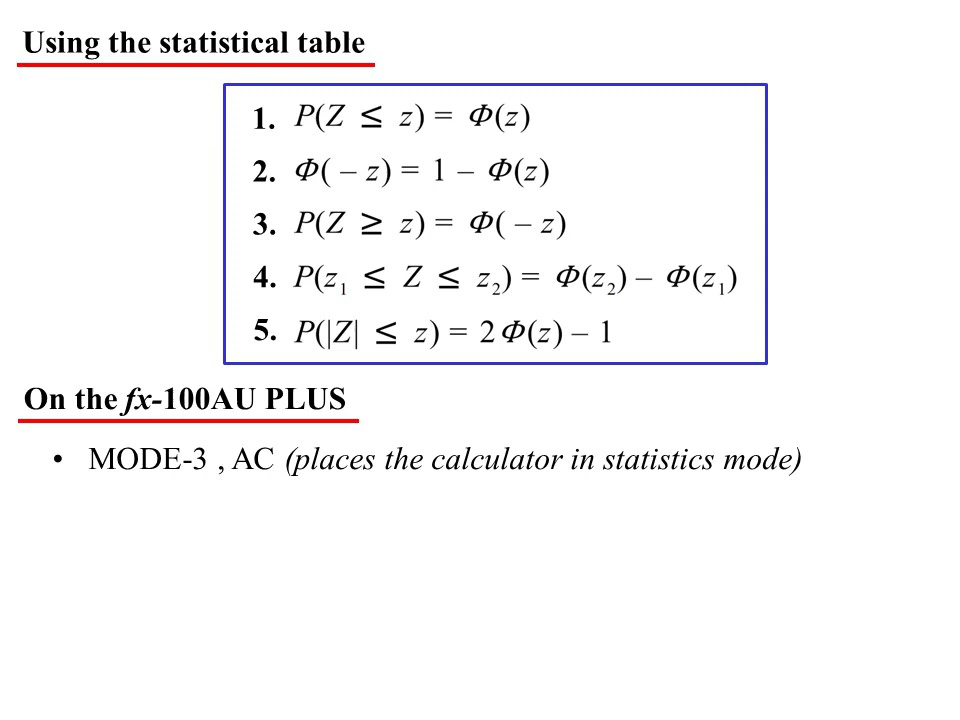 Using the statistical table
1. P(Z ≤ z) = Φ(z)
2. Φ( – z) = 1 – Φ(z)
3. P(Z ≥ z) = Φ( – z)
4. P(z₁ ≤ Z ≤ z₂) = Φ(z₂) – Φ(z₁)
5. P(|Z| ≤ z) = 2Φ(z) – 1
On the fx-100AU PLUS
• MODE-3 , AC (places the calculator in statistics mode)